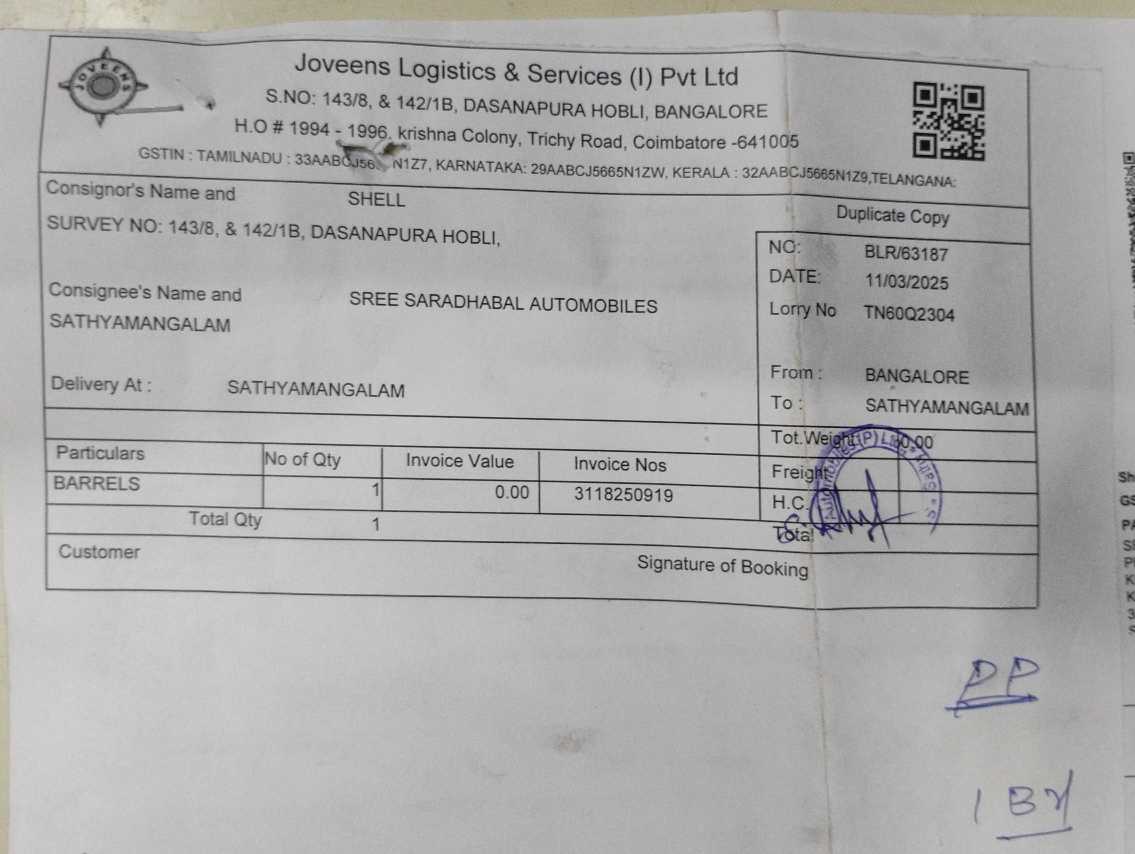 JOVEENS
Joveens Logistics & Services (I) Pvt Ltd
S.NO: 143/8, & 142/1B, DASANAPURA HOBLI, BANGALORE
H.O # 1994 - 1996. krishna Colony, Trichy Road, Coimbatore -641005
GSTIN : TAMILNADU : N1Z7, KARNATAKA: 29AABCJ5665N1ZW, KERALA : 32AABCJ5665N1Z9,TELANGANA:
Consignor's Name and SHELL
SURVEY NO: 143/8, & 142/1B, DASANAPURA HOBLI,
Duplicate Copy
NO: BLR/63187
DATE: 11/03/2025
Lorry No TN60Q2304
Consignee's Name and SREE SARADHABAL AUTOMOBILES
SATHYAMANGALAM
Delivery At : SATHYAMANGALAM
From : BANGALORE
To : SATHYAMANGALAM
Tot.Weight
Freight
H.C.
Total
Particulars No of Qty Invoice Value Invoice Nos
BARRELS 1 0.00 3118250919
Total Qty 1
Customer Signature of Booking
PP